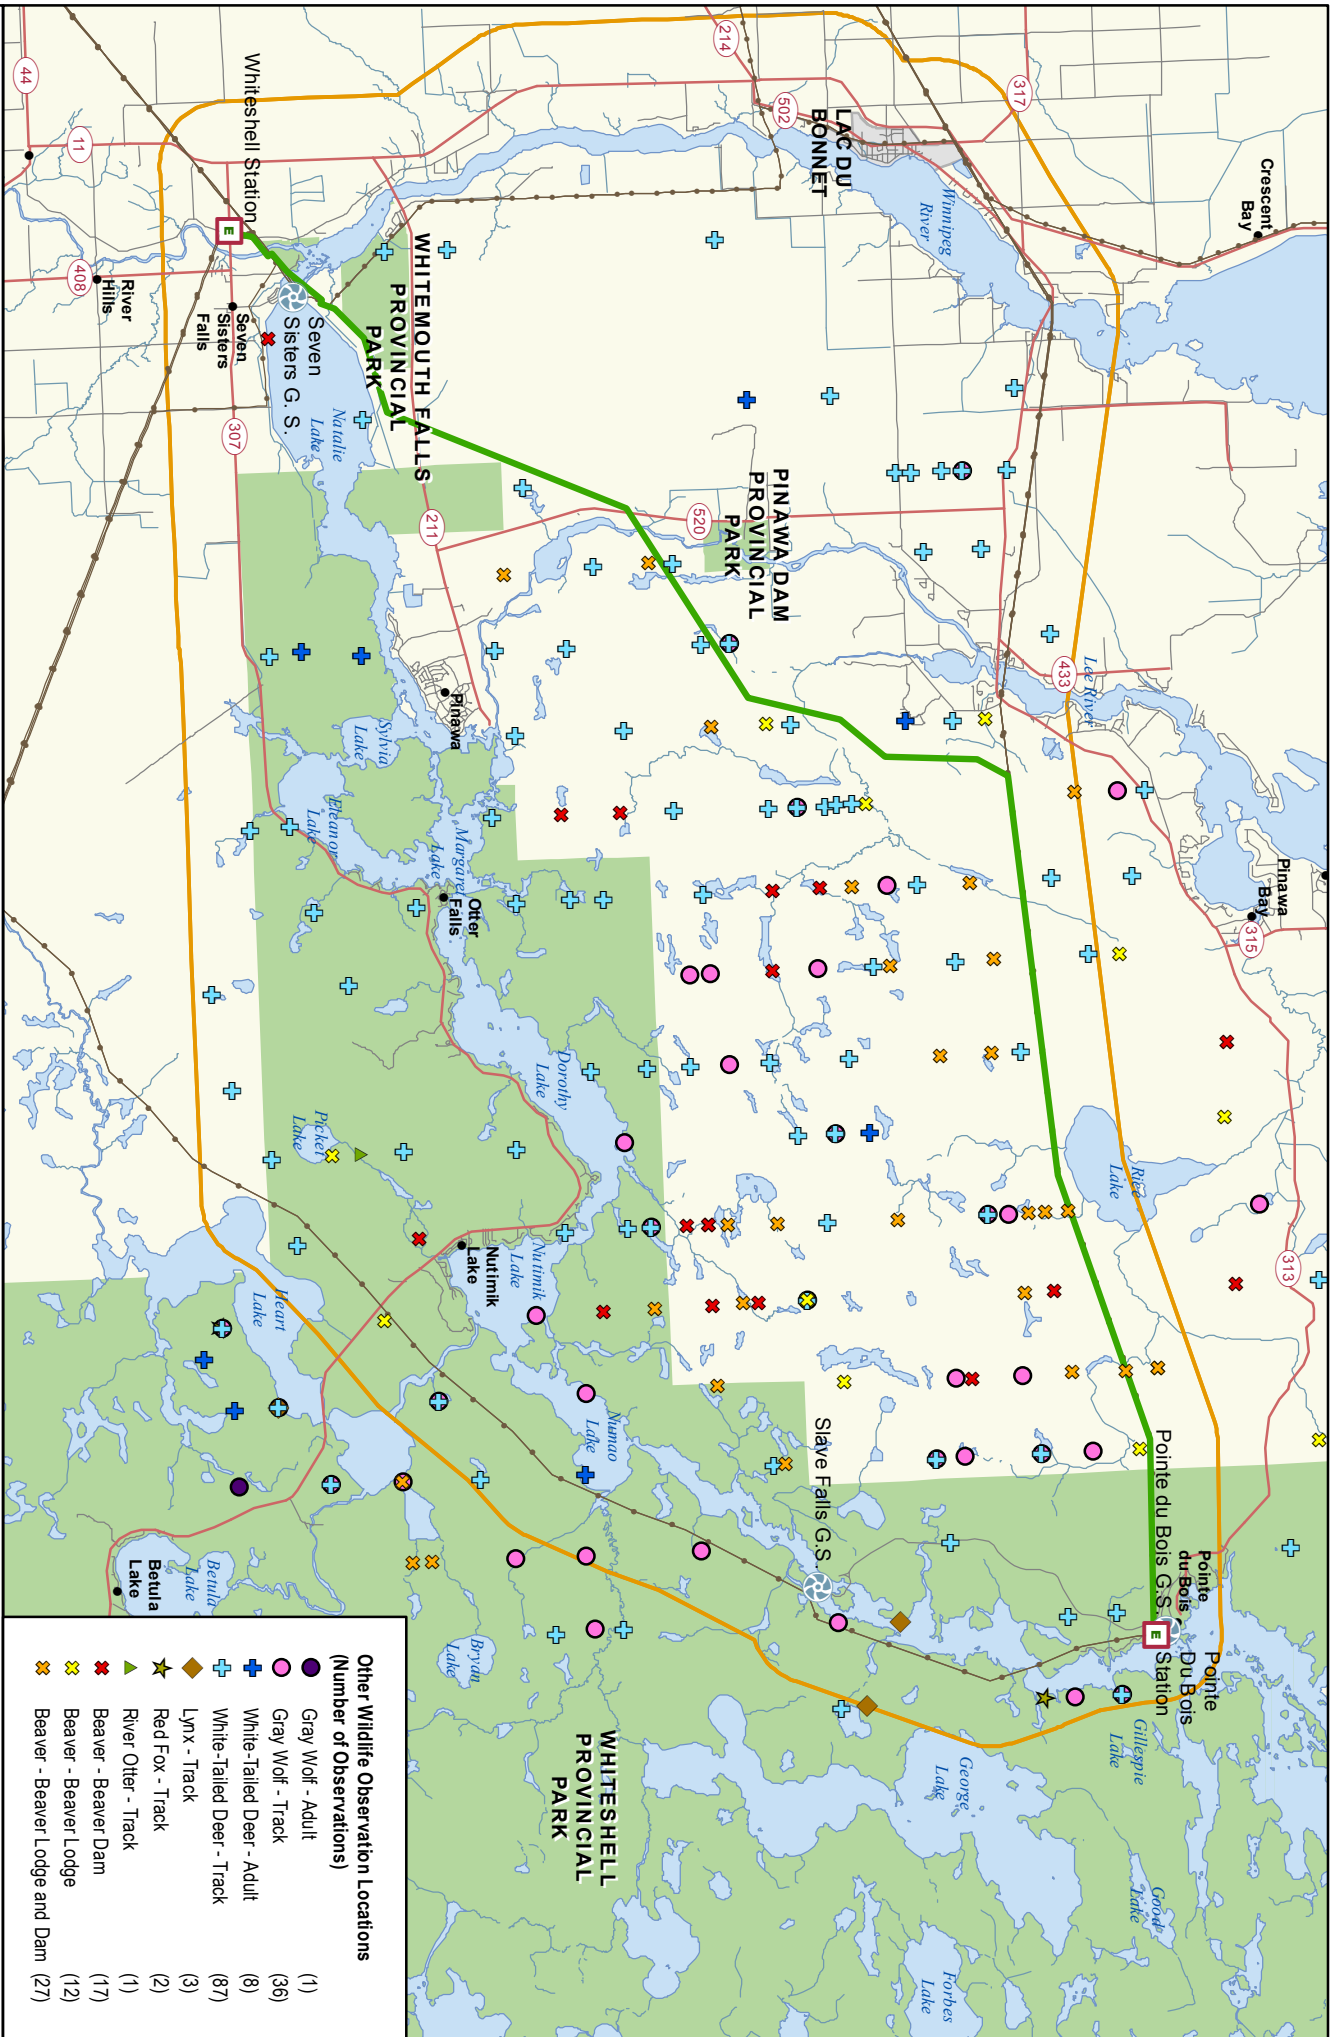 Crescent
Bay
317
214
502
LAC DU
BONNET
Winnipeg
River
44
11
Whiteshell Station
E
408
River
Hills
Seven
Sisters
Falls
Seven
Sisters G. S.
WHITEMOUTH FALLS
PROVINCIAL
PARK
Natalie
Lake
307
211
520
PINAWA DAM
PROVINCIAL
PARK
433
Lee River
Pinawa
Bay
315
Pinawa
Sylvia
Lake
Eleanor
Lake
Margaret
Lake
Otter
Falls
Dorothy
Lake
Picket
Lake
Rice
Lake
313
Nutimik
Lake
Nutimik
Lake
Heart
Lake
Numao
Lake
Slave Falls G.S.
Pointe du Bois G.S.
Pointe
du Bois
Pointe
Du Bois
Station
E
Gillespie
Lake
Betula
Lake
Betula
Lake
Bryan
Lake
George
Lake
Good
Lake
Forbes
Lake
WHITESHELL
PROVINCIAL
PARK
Other Wildlife Observation Locations
(Number of Observations)
Gray Wolf - Adult (1)
Gray Wolf - Track (36)
White-Tailed Deer - Adult (8)
White-Tailed Deer - Track (87)
Lynx - Track (3)
Red Fox - Track (2)
River Otter - Track (1)
Beaver - Beaver Dam (17)
Beaver - Beaver Lodge (12)
Beaver - Beaver Lodge and Dam (27)